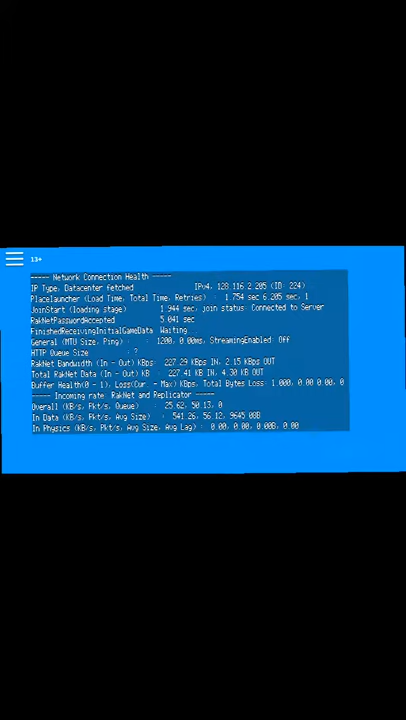 13+
----- Network Connection Health -----
IP Type, Datacenter fetched IPv4, 128.116.2.205 (ID: 224)
Placelauncher (Load Time, Total Time, Retries) : 1.754 sec 6.205 sec, 1
JoinStart (loading stage) 1.944 sec, join status: Connected to Server
RakNetPasswordAccepted 5.041 sec
FinishedReceivingInitialGameData Waiting...
General (MTU Size, Ping) : : 1200, 0.00ms, StreamingEnabled: Off
HTTP Queue Size : ?
RakNet Bandwidth (In - Out) KBps: 227.29 KBps IN, 2.15 KBps OUT
Total RakNet Data (In - Out) KB : 227.41 KB IN, 4.30 KB OUT
Buffer Health(0 - 1), Loss(Cur. - Max) KBps, Total Bytes Loss: 1.000, 0.00 0.00, 0
----- Incoming rate: RakNet and Replicator -----
Overall (KB/s, Pkt/s, Queue) : 25.62, 50.13, 0
In Data (KB/s, Pkt/s, Avg Size) : 541.26, 56.12, 9645.00B
In Physics (KB/s, Pkt/s, Avg Size, Avg Lag) : 0.00, 0.00, 0.00B, 0.00